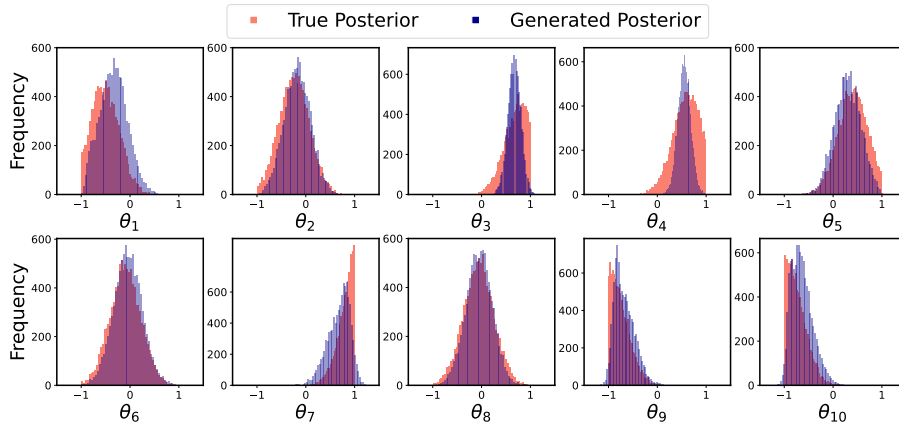 True Posterior Generated Posterior
600 600 600 600
Frequency 400 400 600 400 400
400
200 200 200 200
200
0 0 0 0 0
−1 0 1 −1 0 1 −1 0 1 −1 0 1 −1 0 1
θ1 θ2 θ3 θ4 θ5
600 600
Frequency 800 600 600
400 600 400 400 400
200 400 200 200 200
200
0 0 0 0 0
−1 0 1 −1 0 1 −1 0 1 −1 0 1 −1 0 1
θ6 θ7 θ8 θ9 θ10